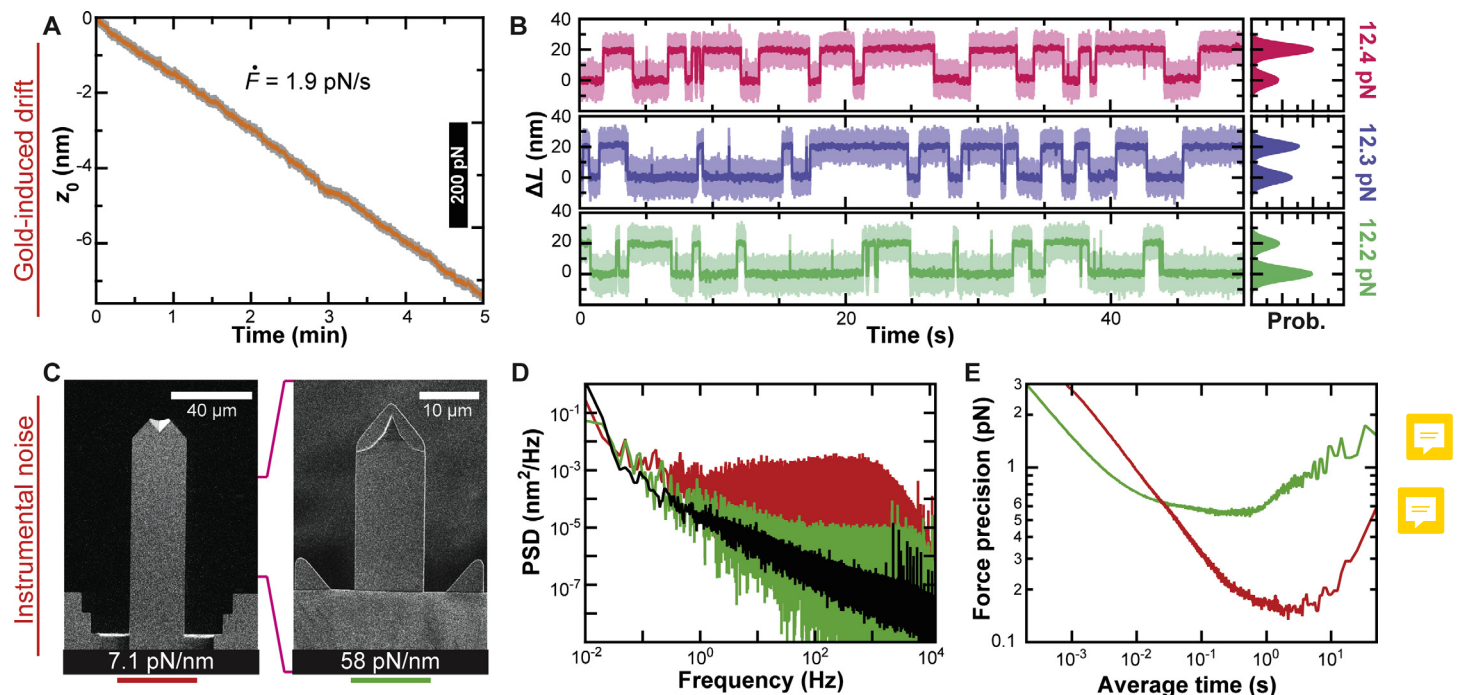 Gold-induced drift
A
0
-2
-4
-6
z₀ (nm)
Ḟ = 1.9 pN/s
200 pN
0 1 2 3 4 5
Time (min)
B
40
20
0
40
20
0
40
20
0
ΔL (nm)
0 20 40
Time (s)
Prob.
12.4 pN
12.3 pN
12.2 pN
Instrumental noise
C
40 µm
10 µm
7.1 pN/nm
58 pN/nm
D
10⁻¹
10⁻³
10⁻⁵
10⁻⁷
PSD (nm²/Hz)
10⁻² 10⁰ 10² 10⁴
Frequency (Hz)
E
3
2
1
6
5
3
2
0.1
Force precision (pN)
10⁻³ 10⁻² 10⁻¹ 10⁰ 10¹
Average time (s)